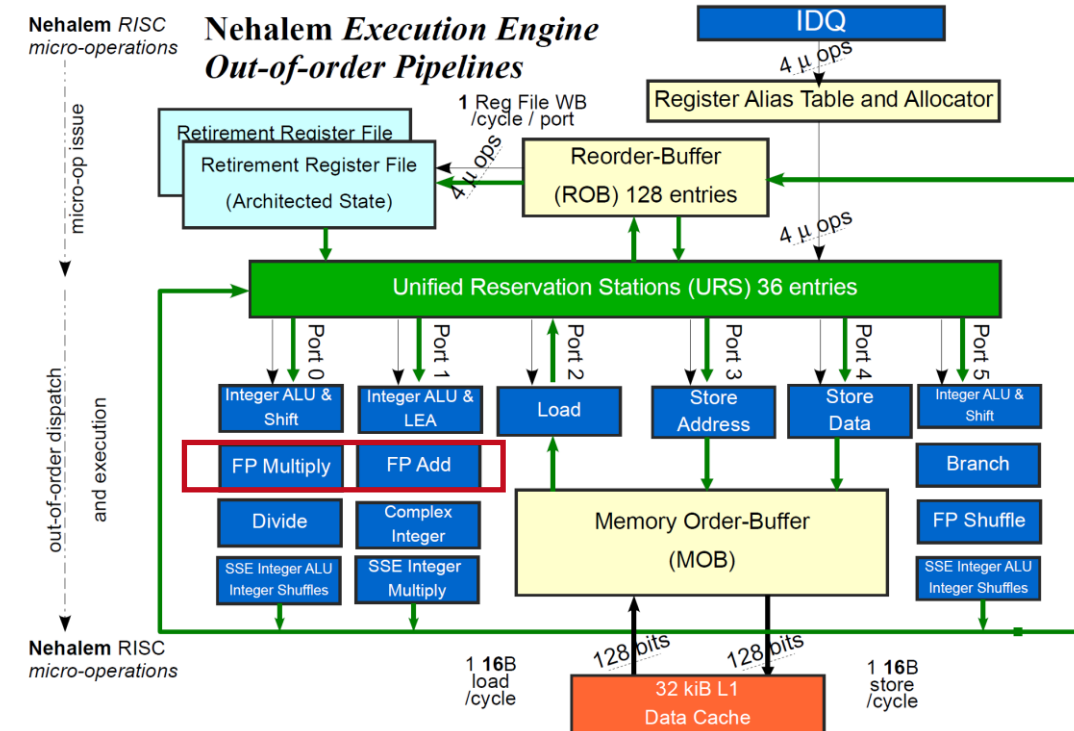 Nehalem RISC
micro-operations
Nehalem Execution Engine
Out-of-order Pipelines
IDQ
4 μ ops
Register Alias Table and Allocator
1 Reg File WB
/cycle / port
micro-op issue
Retirement Register File
Retirement Register File
(Architected State)
4 μ ops
Reorder-Buffer
(ROB) 128 entries
4 μ ops
Unified Reservation Stations (URS) 36 entries
Port 0
Port 1
Port 2
Port 3
Port 4
Port 5
out-of-order dispatch
and execution
Integer ALU &
Shift
FP Multiply
Divide
SSE Integer ALU
Integer Shuffles
Integer ALU &
LEA
FP Add
Complex
Integer
SSE Integer
Multiply
Load
Store
Address
Store
Data
Integer ALU &
Shift
Branch
FP Shuffle
SSE Integer ALU
Integer Shuffles
Memory Order-Buffer
(MOB)
Nehalem RISC
micro-operations
1 16B
load
/cycle
128 bits
128 bits
1 16B
store
/cycle
32 kiB L1
Data Cache